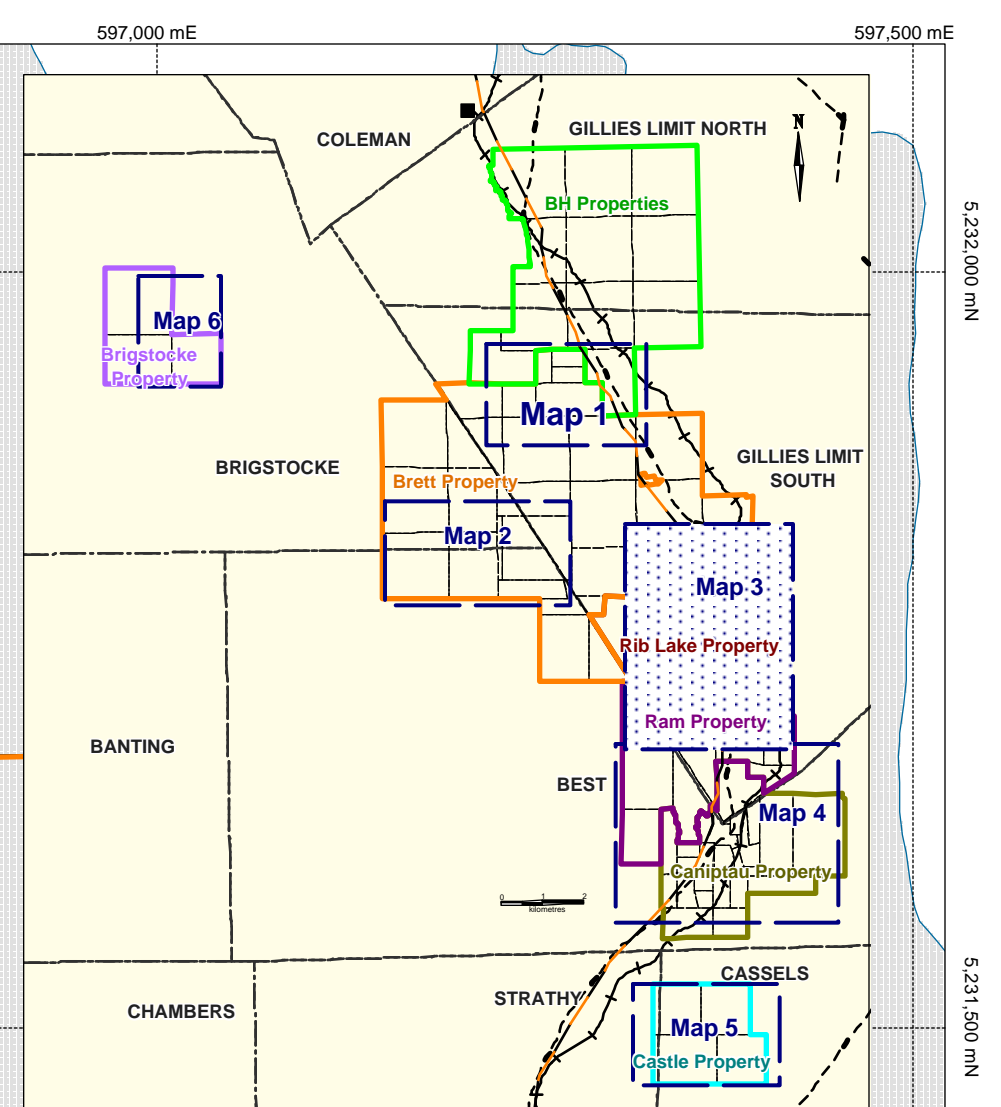 597,000 mE
597,500 mE
COLEMAN
GILLIES LIMIT NORTH
N
BH Properties
5,232,000 mN
Map 6
Brigstocke
Property
Map 1
BRIGSTOCKE
GILLIES LIMIT
SOUTH
Brett Property
Map 2
Map 3
Rib Lake Property
Ram Property
BANTING
BEST
Map 4
Caniptau Property
0 1 2
kilometres
CASSELS
CHAMBERS
STRATHY
Map 5
Castle Property
5,231,500 mN